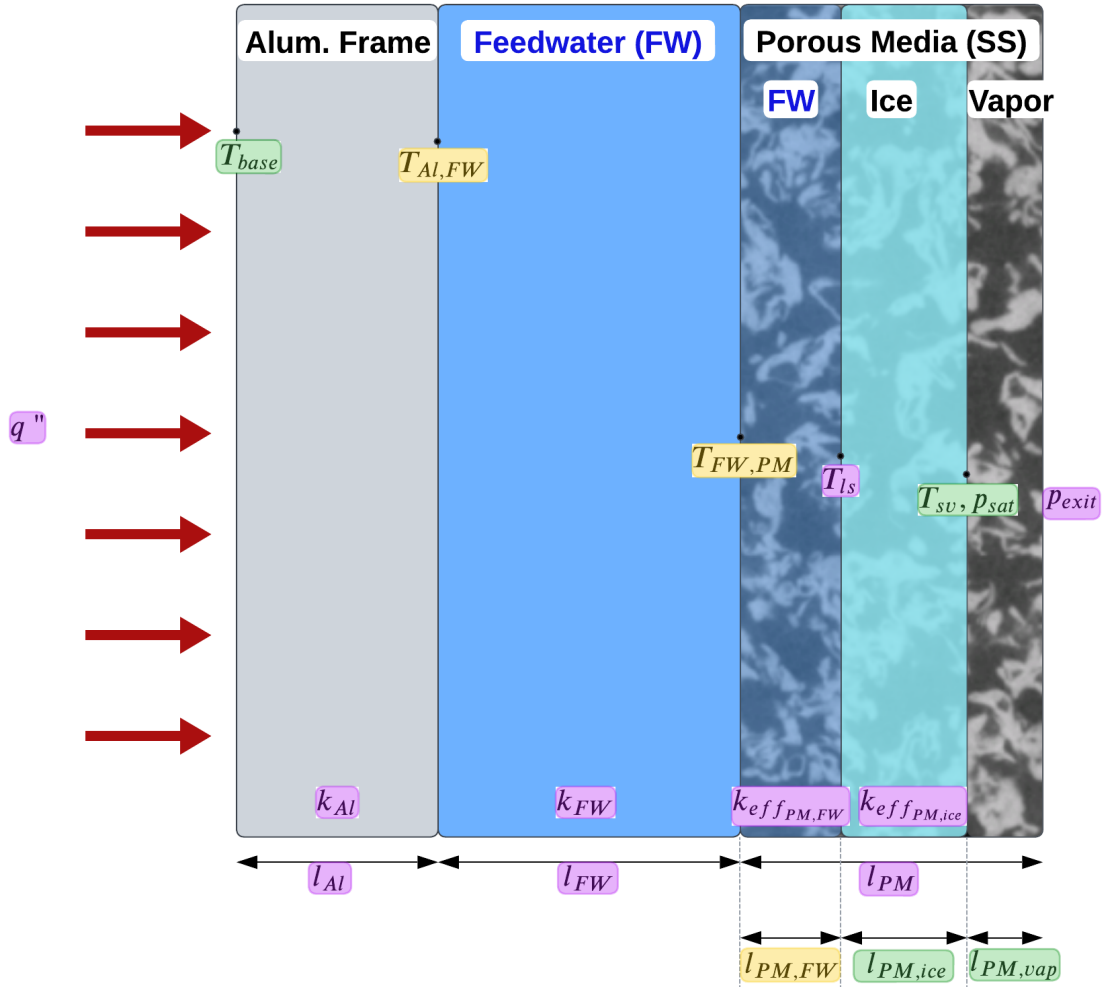 Alum. Frame
Feedwater (FW)
Porous Media (SS)
FW
Ice
Vapor
T_base
T_Al,FW
q "
T_FW,PM
T_ls
T_sv, p_sat
p_exit
k_Al
k_FW
k_eff_PM,FW
k_eff_PM,ice
l_Al
l_FW
l_PM
l_PM,FW
l_PM,ice
l_PM,vap